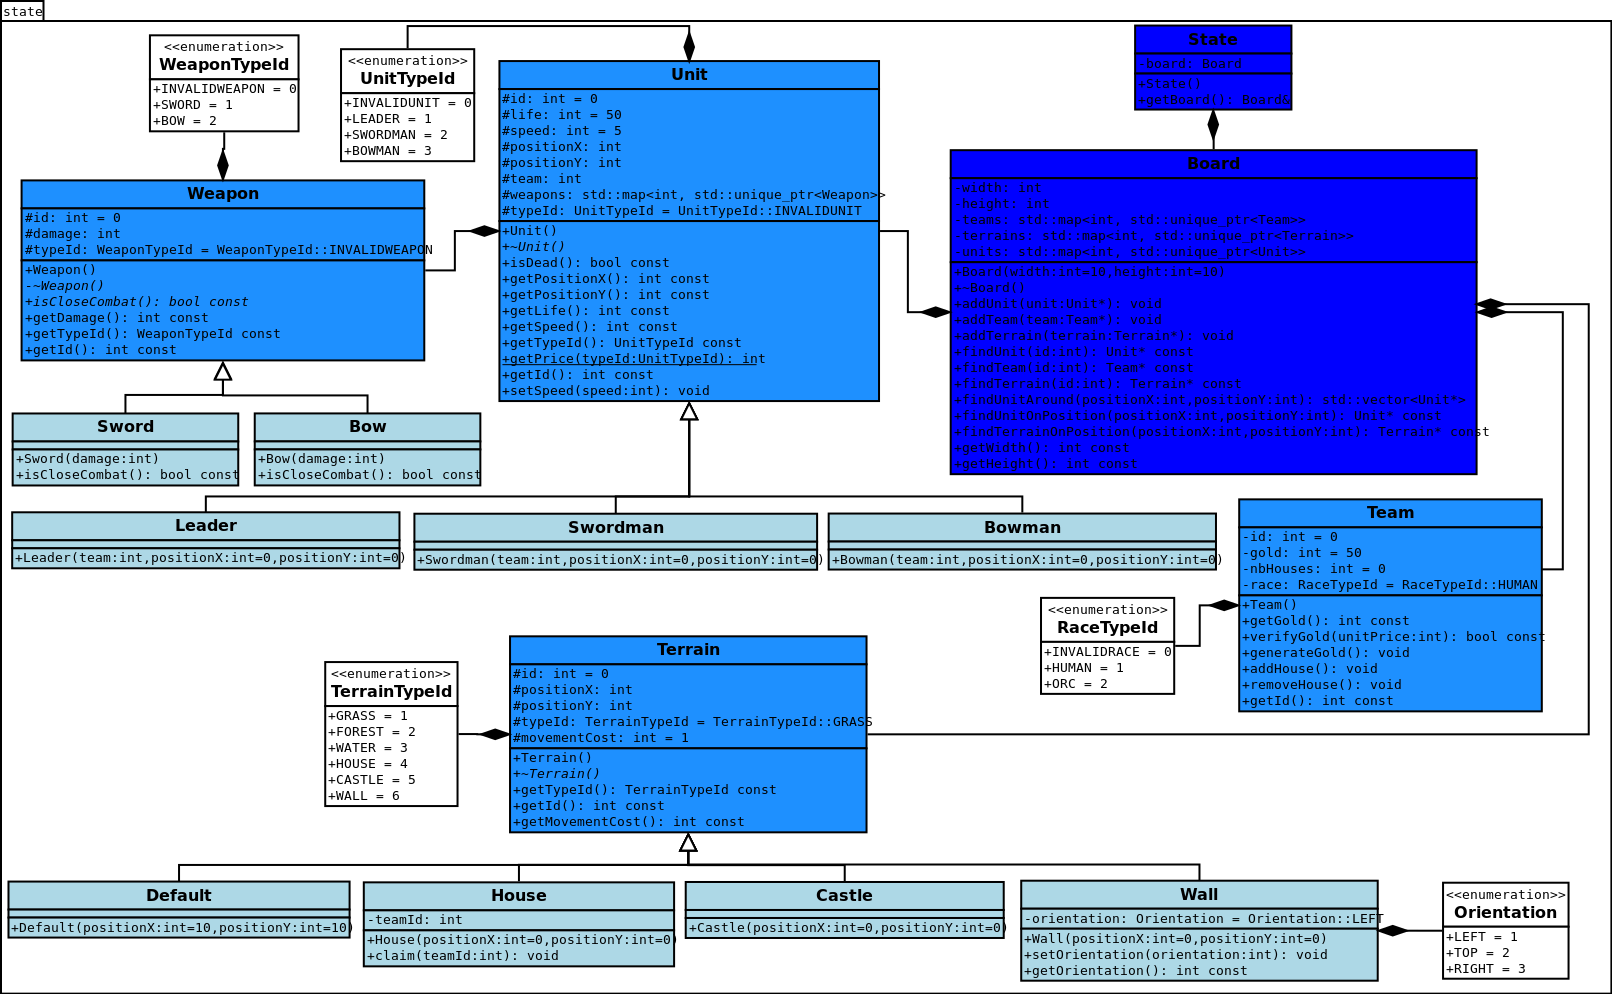 state
<<enumeration>>
WeaponTypeId
+INVALIDWEAPON = 0
+SWORD = 1
+BOW = 2
<<enumeration>>
UnitTypeId
+INVALIDUNIT = 0
+LEADER = 1
+SWORDMAN = 2
+BOWMAN = 3
Unit
#id: int = 0
#life: int = 50
#speed: int = 5
#positionX: int
#positionY: int
#team: int
#weapons: std::map<int, std::unique_ptr<Weapon>>
#typeId: UnitTypeId = UnitTypeId::INVALIDUNIT
+Unit()
+~Unit()
+isDead(): bool const
+getPositionX(): int const
+getPositionY(): int const
+getLife(): int const
+getSpeed(): int const
+getTypeId(): UnitTypeId const
+getPrice(typeId:UnitTypeId): int
+getId(): int const
+setSpeed(speed:int): void
State
-board: Board
+State()
+getBoard(): Board&
Board
-width: int
-height: int
-teams: std::map<int, std::unique_ptr<Team>>
-terrains: std::map<int, std::unique_ptr<Terrain>>
-units: std::map<int, std::unique_ptr<Unit>>
+Board(width:int=10,height:int=10)
+~Board()
+addUnit(unit:Unit*): void
+addTeam(team:Team*): void
+addTerrain(terrain:Terrain*): void
+findUnit(id:int): Unit* const
+findTeam(id:int): Team* const
+findTerrain(id:int): Terrain* const
+findUnitAround(positionX:int,positionY:int): std::vector<Unit*>
+findUnitOnPosition(positionX:int,positionY:int): Unit* const
+findTerrainOnPosition(positionX:int,positionY:int): Terrain* const
+getWidth(): int const
+getHeight(): int const
Weapon
#id: int = 0
#damage: int
#typeId: WeaponTypeId = WeaponTypeId::INVALIDWEAPON
+Weapon()
-~Weapon()
+isCloseCombat(): bool const
+getDamage(): int const
+getTypeId(): WeaponTypeId const
+getId(): int const
Sword
+Sword(damage:int)
+isCloseCombat(): bool const
Bow
+Bow(damage:int)
+isCloseCombat(): bool const
Leader
+Leader(team:int,positionX:int=0,positionY:int=0)
Swordman
+Swordman(team:int,positionX:int=0,positionY:int=0)
Bowman
+Bowman(team:int,positionX:int=0,positionY:int=0)
Team
-id: int = 0
-gold: int = 50
-nbHouses: int = 0
-race: RaceTypeId = RaceTypeId::HUMAN
+Team()
+getGold(): int const
+verifyGold(unitPrice:int): bool const
+generateGold(): void
+addHouse(): void
+removeHouse(): void
+getId(): int const
<<enumeration>>
RaceTypeId
+INVALIDRACE = 0
+HUMAN = 1
+ORC = 2
<<enumeration>>
TerrainTypeId
+GRASS = 1
+FOREST = 2
+WATER = 3
+HOUSE = 4
+CASTLE = 5
+WALL = 6
Terrain
#id: int = 0
#positionX: int
#positionY: int
#typeId: TerrainTypeId = TerrainTypeId::GRASS
#movementCost: int = 1
+Terrain()
+~Terrain()
+getTypeId(): TerrainTypeId const
+getId(): int const
+getMovementCost(): int const
Default
+Default(positionX:int=10,positionY:int=10)
House
-teamId: int
+House(positionX:int=0,positionY:int=0)
+claim(teamId:int): void
Castle
+Castle(positionX:int=0,positionY:int=0)
Wall
-orientation: Orientation = Orientation::LEFT
+Wall(positionX:int=0,positionY:int=0)
+setOrientation(orientation:int): void
+getOrientation(): int const
<<enumeration>>
Orientation
+LEFT = 1
+TOP = 2
+RIGHT = 3